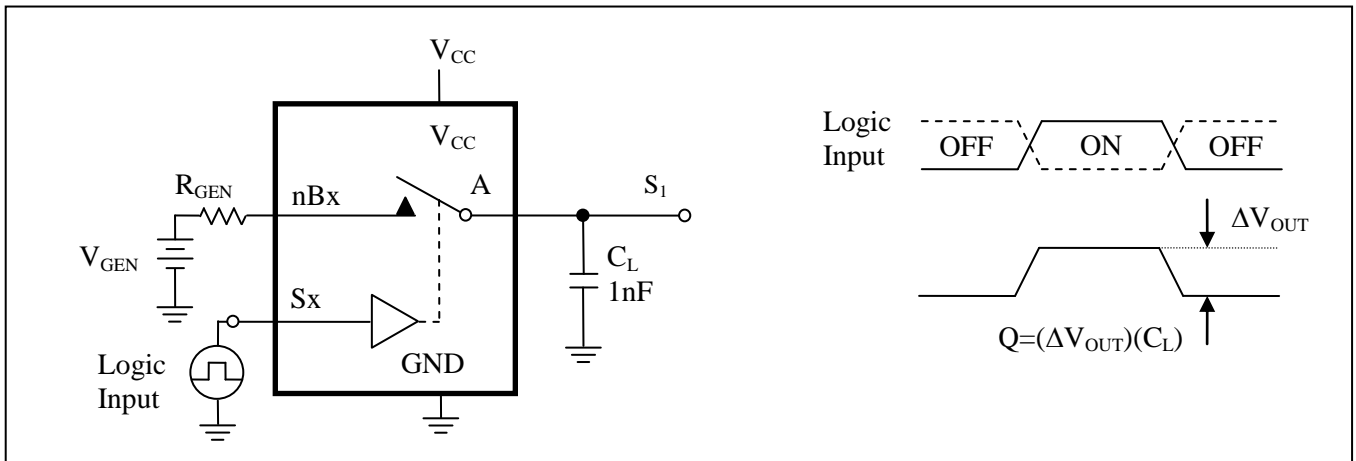 V_CC
V_CC
R_GEN
nBx
A
S_1
V_GEN
C_L
1nF
Sx
GND
Logic
Input
Logic
Input
OFF
ON
OFF
ΔV_OUT
Q=(ΔV_OUT)(C_L)